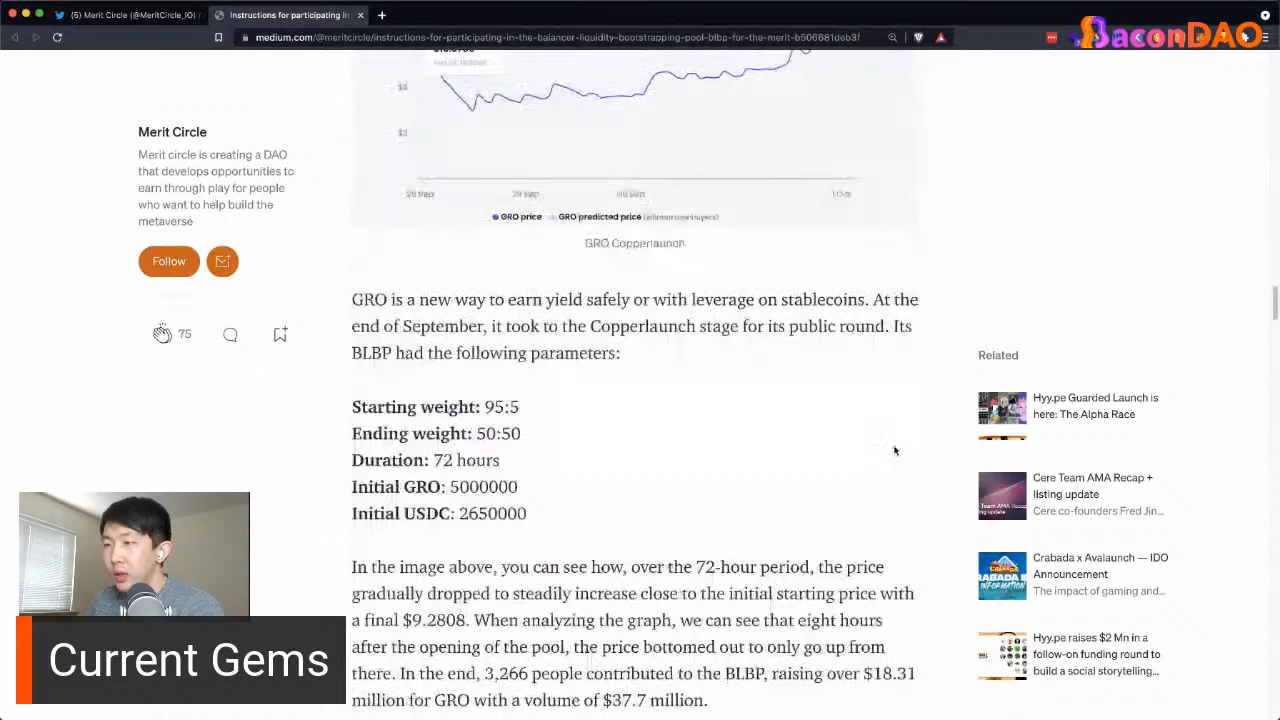 (5) Merit Circle (@MeritCircle_IO) /
Instructions for participating in
medium.com/@meritcircle/instructions-for-participating-in-the-balancer-liquidity-bootstrapping-pool-blbp-for-the-merit-b506681deb3f
BaconDAO
Merit Circle
Merit circle is creating a DAO
that develops opportunities to
earn through play for people
who want to help build the
metaverse
Follow
75
GRO price
GRO predicted price
GRO Copperlaunch
GRO is a new way to earn yield safely or with leverage on stablecoins. At the
end of September, it took to the Copperlaunch stage for its public round. Its
BLBP had the following parameters:
Starting weight: 95:5
Ending weight: 50:50
Duration: 72 hours
Initial GRO: 5000000
Initial USDC: 2650000
In the image above, you can see how, over the 72-hour period, the price
gradually dropped to steadily increase close to the initial starting price with
a final $9.2808. When analyzing the graph, we can see that eight hours
after the opening of the pool, the price bottomed out to only go up from
there. In the end, 3,266 people contributed to the BLBP, raising over $18.31
million for GRO with a volume of $37.7 million.
Related
Hyy.pe Guarded Launch is
here: The Alpha Race
Cere Team AMA Recap +
listing update
Cere co-founders Fred Jin...
Crabada x Avalaunch — IDO
Announcement
The impact of gaming and...
Hyy.pe raises $2 Mn in a
follow-on funding round to
build a social storytelling...
Current Gems